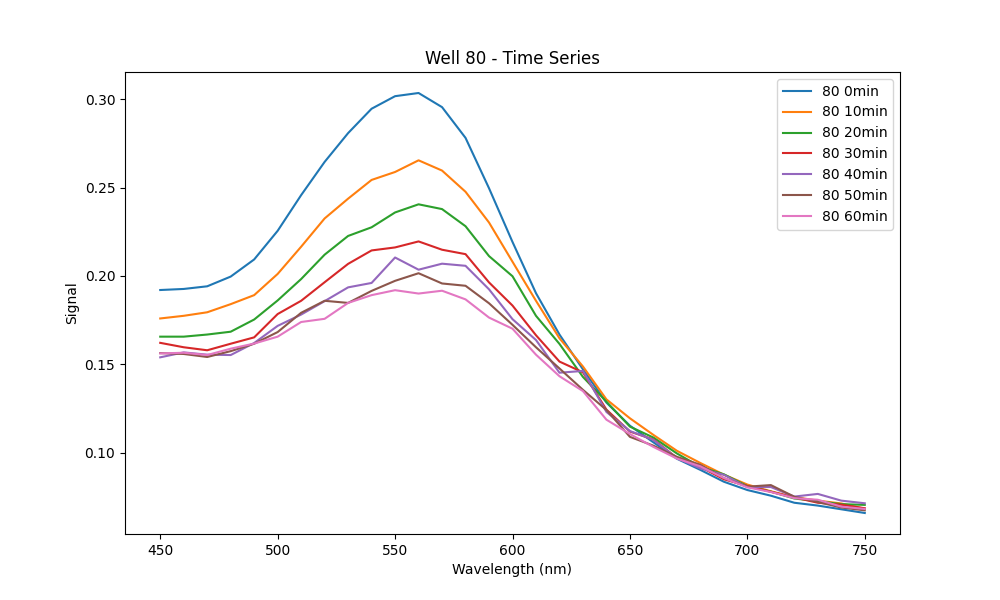 Well 80 - Time Series
80 0min
80 10min
80 20min
80 30min
80 40min
80 50min
80 60min
Signal
0.30
0.25
0.20
0.15
0.10
450 500 550 600 650 700 750
Wavelength (nm)